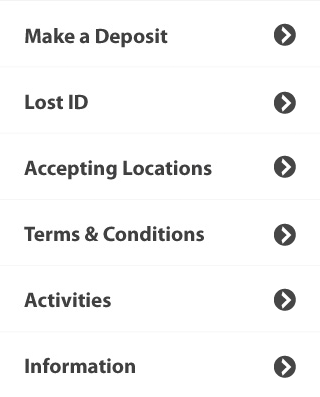 Make a Deposit
Lost ID
Accepting Locations
Terms & Conditions
Activities
Information